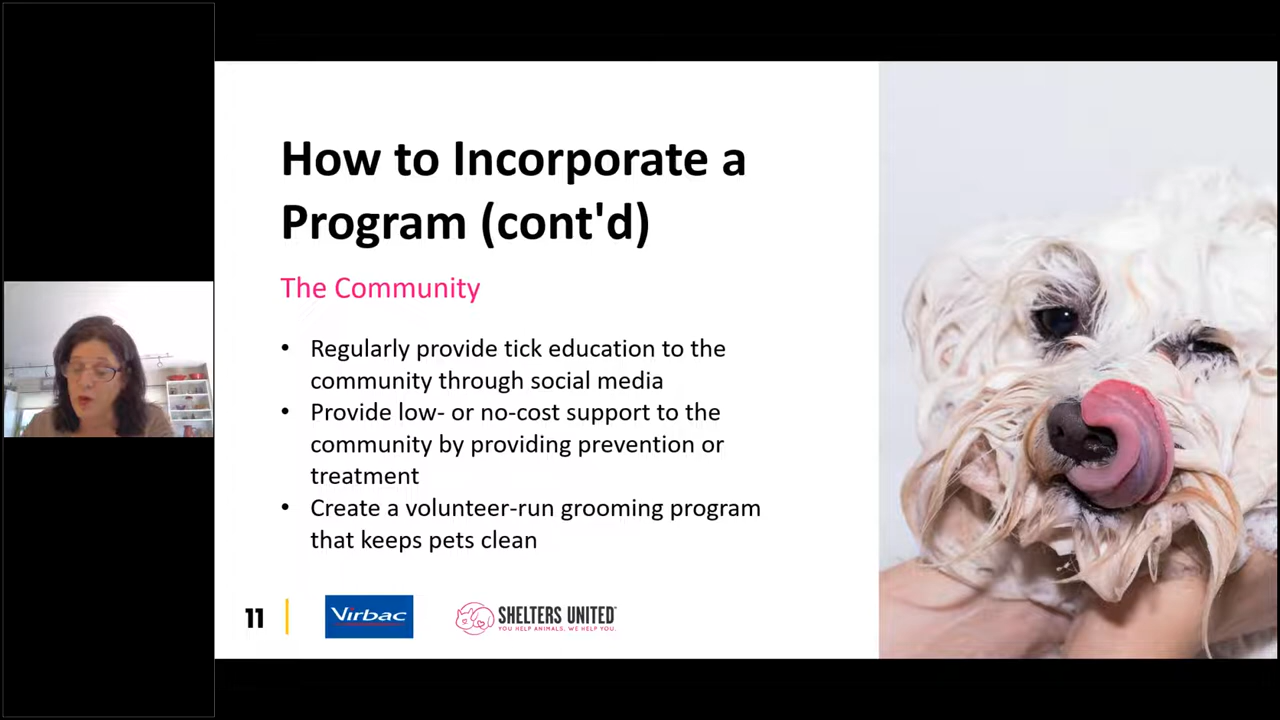 How to Incorporate a
Program (cont'd)
The Community
• Regularly provide tick education to the
community through social media
• Provide low- or no-cost support to the
community by providing prevention or
treatment
• Create a volunteer-run grooming program
that keeps pets clean
11
Virbac
SHELTERS UNITED
YOU HELP ANIMALS. WE HELP YOU.